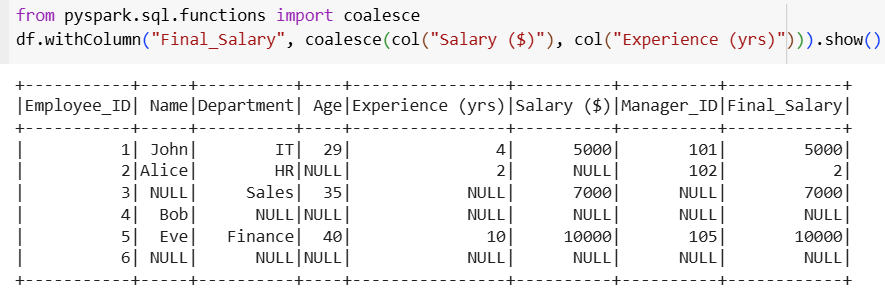 from pyspark.sql.functions import coalesce
df.withColumn("Final_Salary", coalesce(col("Salary ($)"), col("Experience (yrs)"))).show()
+-----------+-----+----------+----+----------------+----------+----------+------------+
|Employee_ID| Name|Department| Age|Experience (yrs)|Salary ($)|Manager_ID|Final_Salary|
+-----------+-----+----------+----+----------------+----------+----------+------------+
|          1| John|        IT|  29|               4|      5000|       101|        5000|
|          2|Alice|        HR|NULL|               2|      NULL|       102|           2|
|          3| NULL|     Sales|  35|            NULL|      7000|      NULL|        7000|
|          4|  Bob|      NULL|NULL|            NULL|      NULL|      NULL|        NULL|
|          5|  Eve|   Finance|  40|              10|     10000|       105|       10000|
|          6| NULL|      NULL|NULL|            NULL|      NULL|      NULL|        NULL|
+-----------+-----+----------+----+----------------+----------+----------+------------+